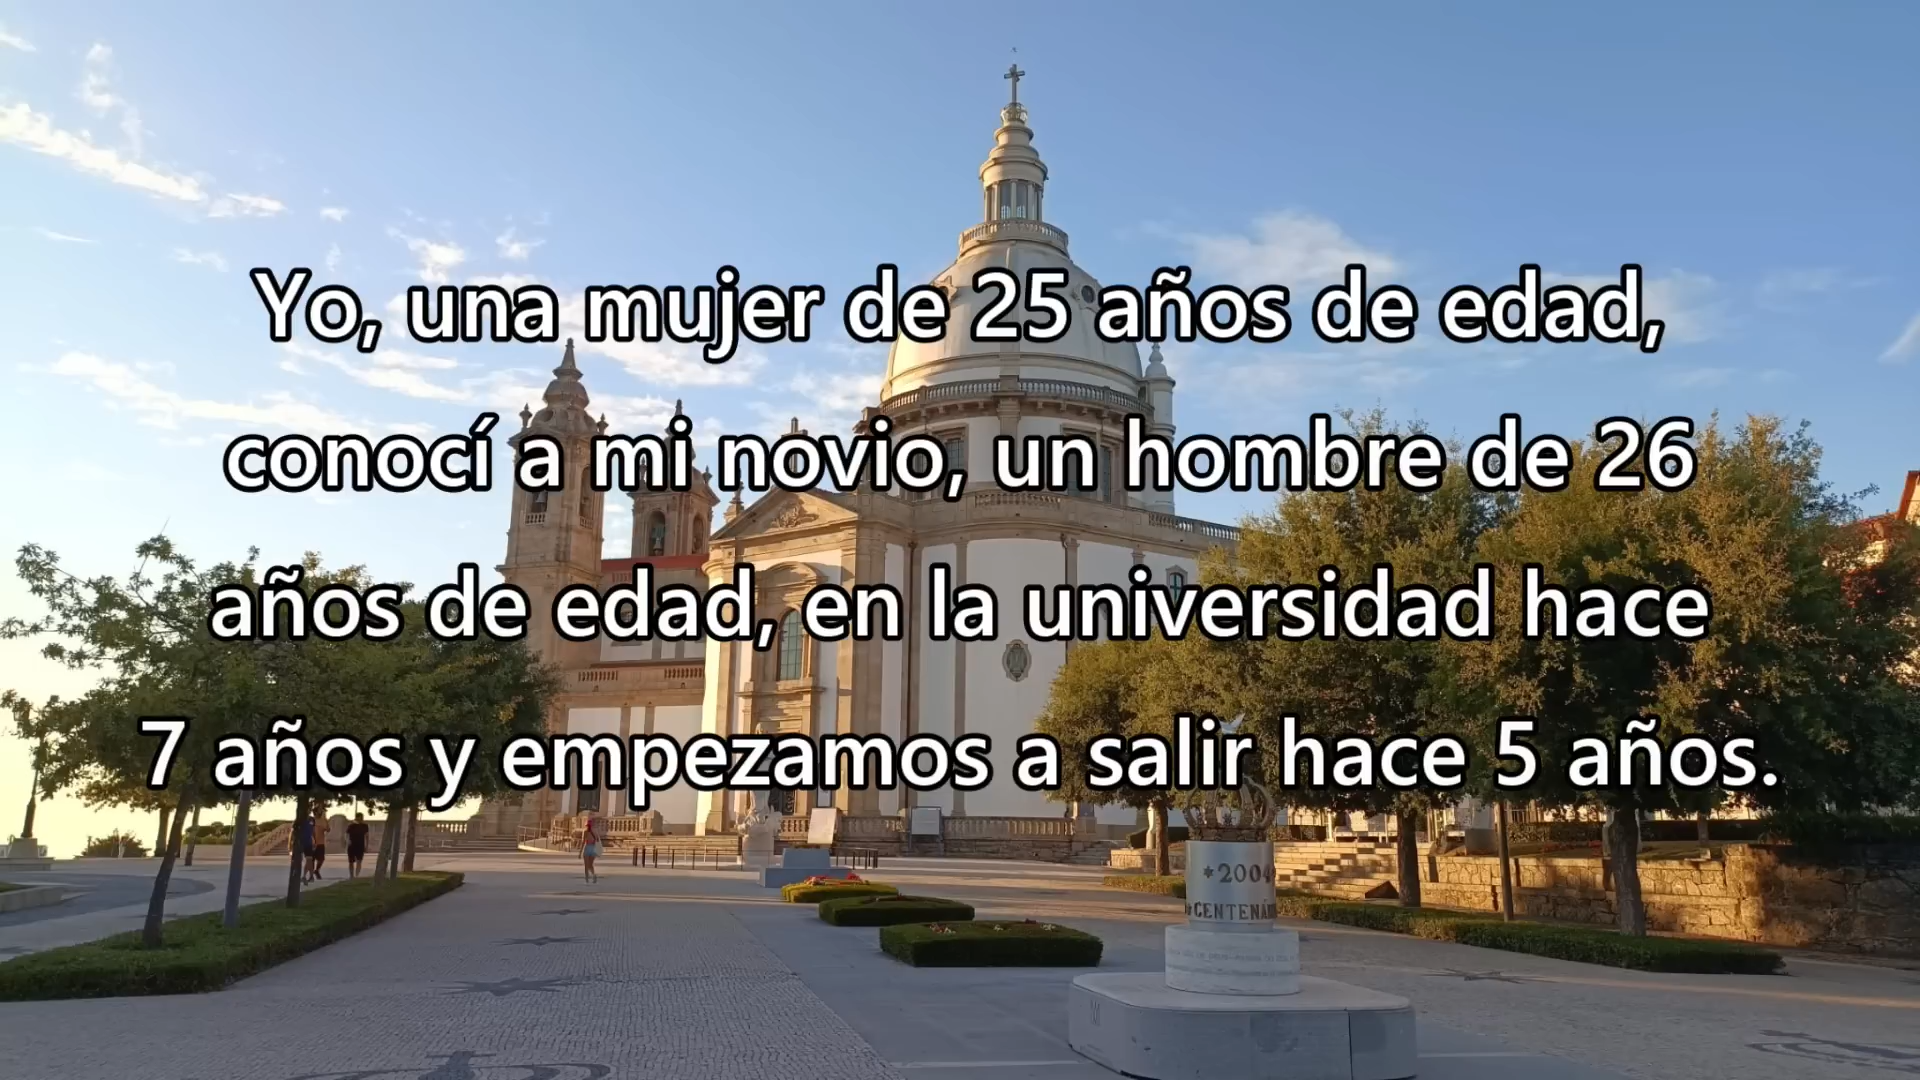 Yo, una mujer de 25 años de edad,
conocí a mi novio, un hombre de 26
años de edad, en la universidad hace
7 años y empezamos a salir hace 5 años.
*2004
CENTENÁ